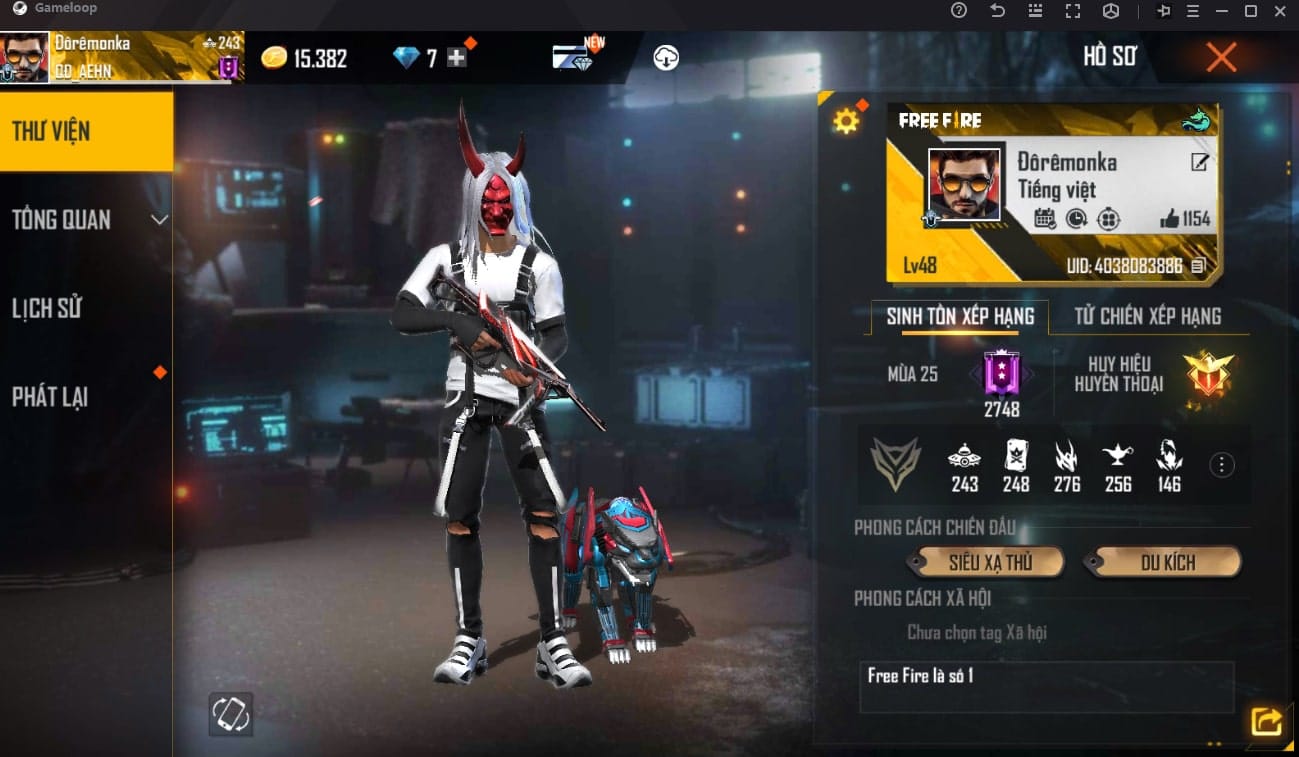 Gameloop
Dôrêmonka
243
QD_AEHN
15.382
7
NEW
HỒ SƠ
THƯ VIỆN
TỔNG QUAN
LỊCH SỬ
PHÁT LẠI
FREE FIRE
Dôrêmonka
Tiếng việt
1154
Lv48
UID: 4038083886
SINH TỒN XẾP HẠNG
TỬ CHIẾN XẾP HẠNG
MÙA 25
2748
HUY HIỆU
HUYỀN THOẠI
243
248
276
256
146
PHONG CÁCH CHIẾN ĐẤU
SIÊU XẠ THỦ
DU KÍCH
PHONG CÁCH XÃ HỘI
Chưa chọn tag Xã hội
Free Fire là số 1